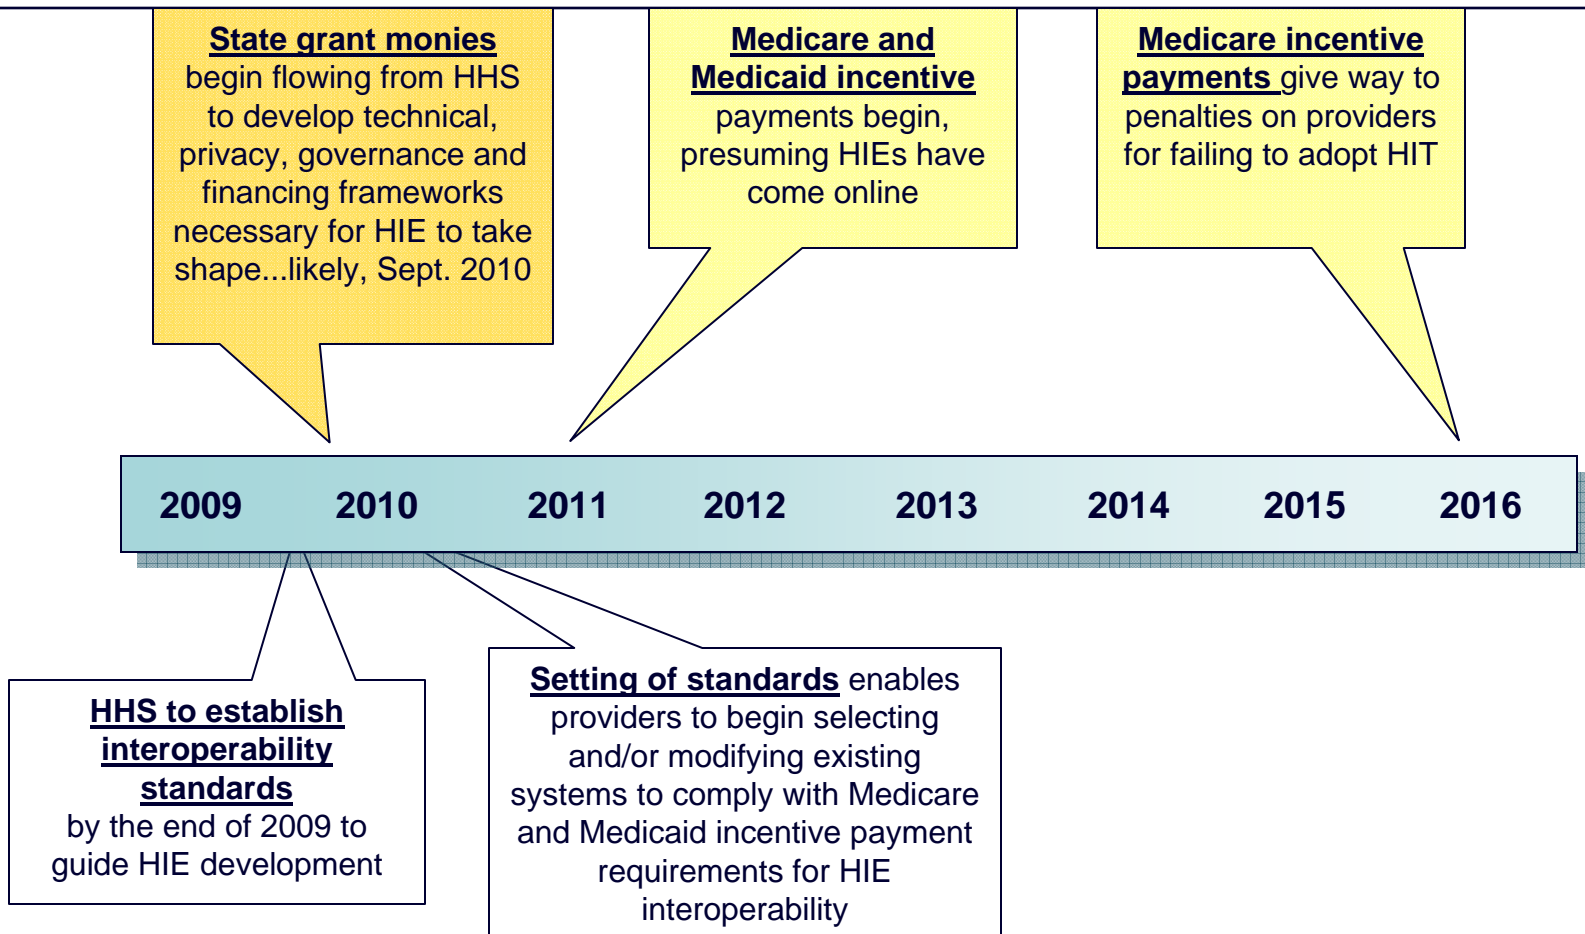 State grant monies
begin flowing from HHS
to develop technical,
privacy, governance and
financing frameworks
necessary for HIE to take
shape...likely, Sept. 2010
Medicare and
Medicaid incentive
payments begin,
presuming HIEs have
come online
Medicare incentive
payments give way to
penalties on providers
for failing to adopt HIT
2009 2010 2011 2012 2013 2014 2015 2016
HHS to establish
interoperability
standards
by the end of 2009 to
guide HIE development
Setting of standards enables
providers to begin selecting
and/or modifying existing
systems to comply with Medicare
and Medicaid incentive payment
requirements for HIE
interoperability